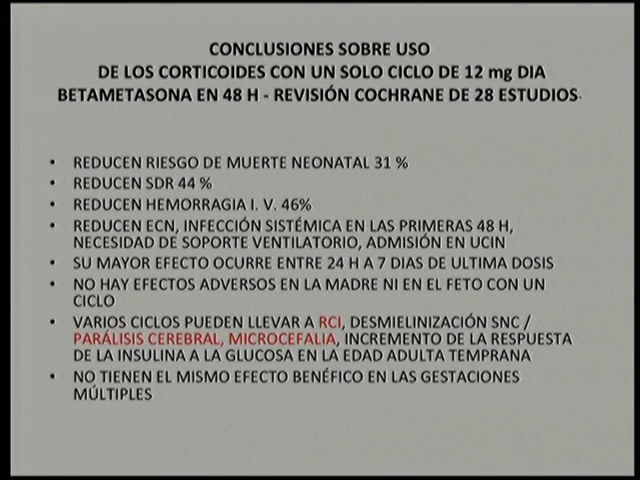 CONCLUSIONES SOBRE USO
DE LOS CORTICOIDES CON UN SOLO CICLO DE 12 mg DIA
BETAMETASONA EN 48 H - REVISIÓN COCHRANE DE 28 ESTUDIOS.
• REDUCEN RIESGO DE MUERTE NEONATAL 31 %
• REDUCEN SDR 44 %
• REDUCEN HEMORRAGIA I. V. 46%
• REDUCEN ECN, INFECCIÓN SISTÉMICA EN LAS PRIMERAS 48 H,
NECESIDAD DE SOPORTE VENTILATORIO, ADMISIÓN EN UCIN
• SU MAYOR EFECTO OCURRE ENTRE 24 H A 7 DIAS DE ULTIMA DOSIS
• NO HAY EFECTOS ADVERSOS EN LA MADRE NI EN EL FETO CON UN
CICLO
• VARIOS CICLOS PUEDEN LLEVAR A RCI, DESMIELINIZACIÓN SNC /
PARÁLISIS CEREBRAL, MICROCEFALIA, INCREMENTO DE LA RESPUESTA
DE LA INSULINA A LA GLUCOSA EN LA EDAD ADULTA TEMPRANA
• NO TIENEN EL MISMO EFECTO BENÉFICO EN LAS GESTACIONES
MÚLTIPLES